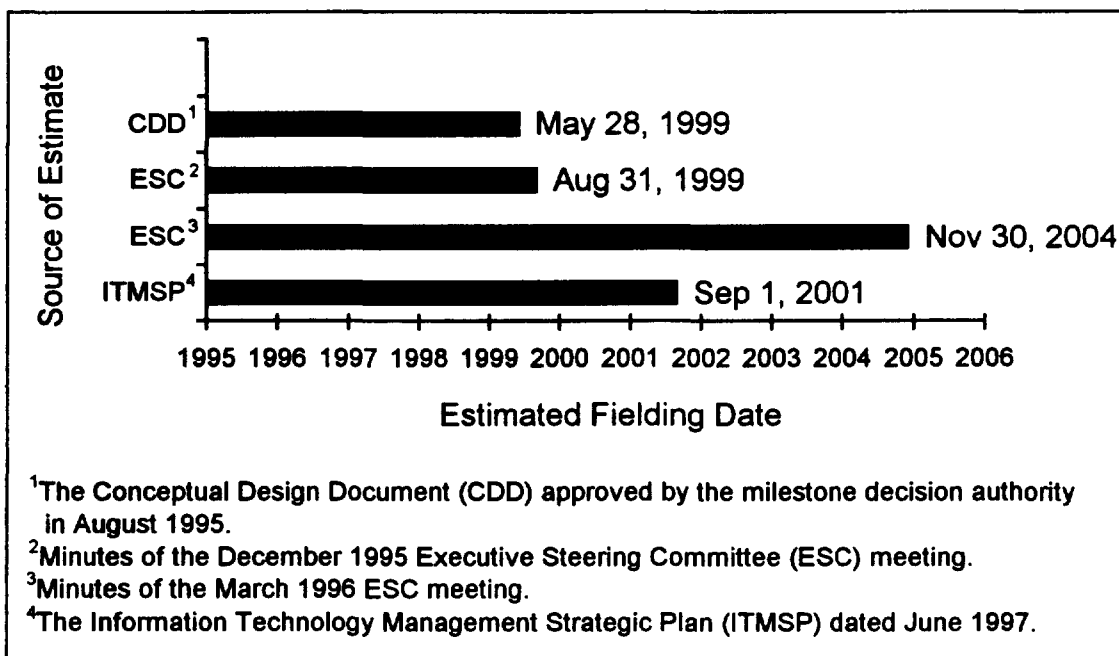 Source of Estimate
CDD¹ May 28, 1999
ESC² Aug 31, 1999
ESC³ Nov 30, 2004
ITMSP⁴ Sep 1, 2001
1995 1996 1997 1998 1999 2000 2001 2002 2003 2004 2005 2006
Estimated Fielding Date
¹The Conceptual Design Document (CDD) approved by the milestone decision authority
in August 1995.
²Minutes of the December 1995 Executive Steering Committee (ESC) meeting.
³Minutes of the March 1996 ESC meeting.
⁴The Information Technology Management Strategic Plan (ITMSP) dated June 1997.